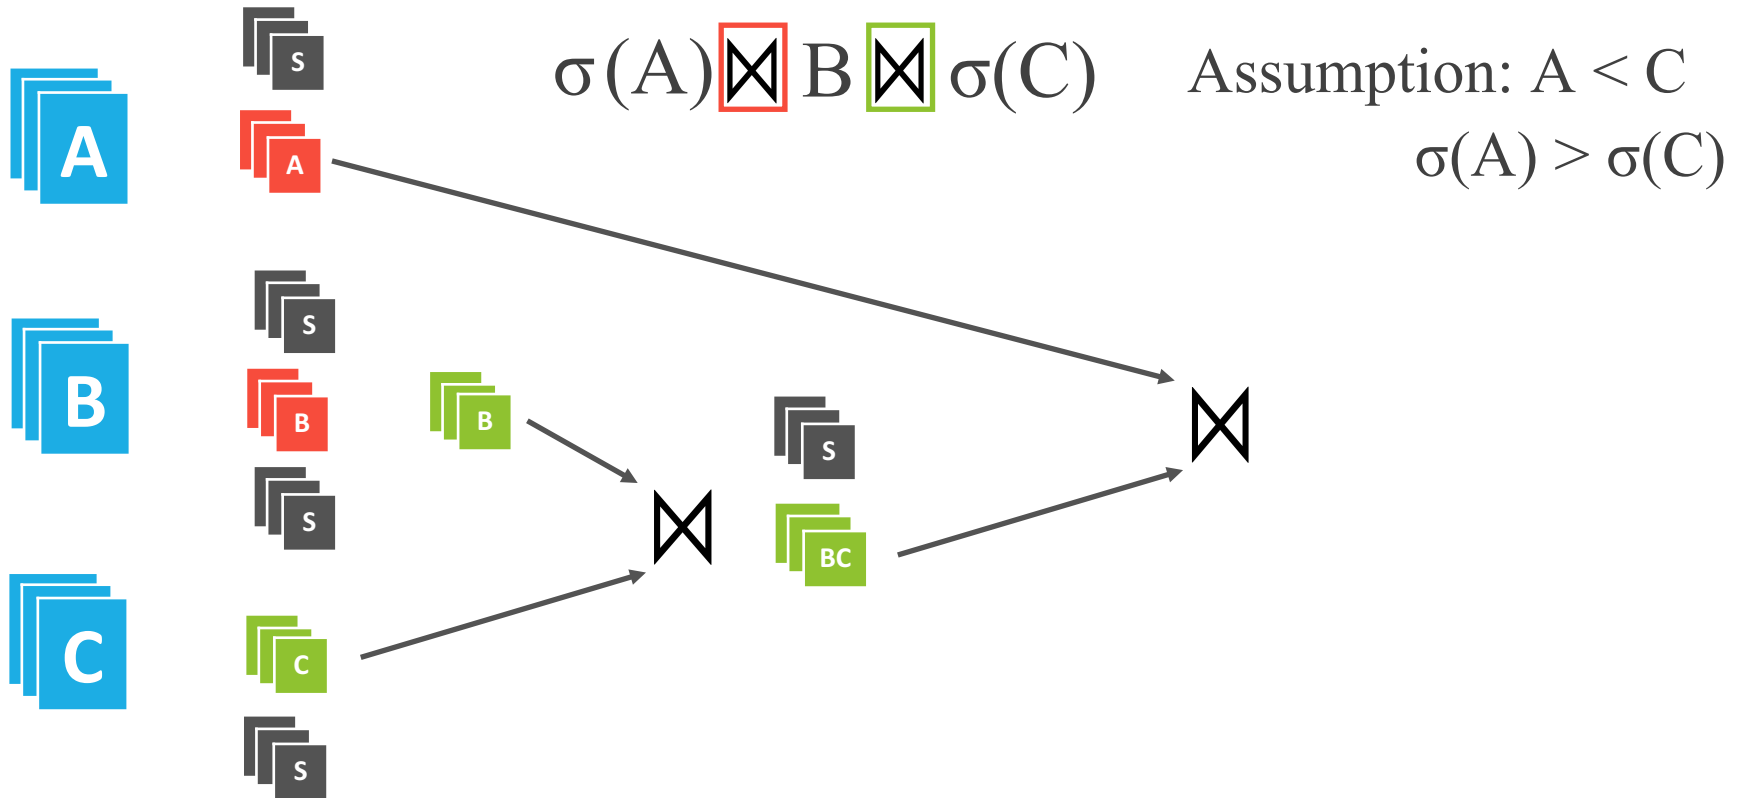 S
σ(A) ⋈ B ⋈ σ(C)
Assumption: A < C
σ(A) > σ(C)
A
A
S
B
B
B
S
S
BC
C
C
S